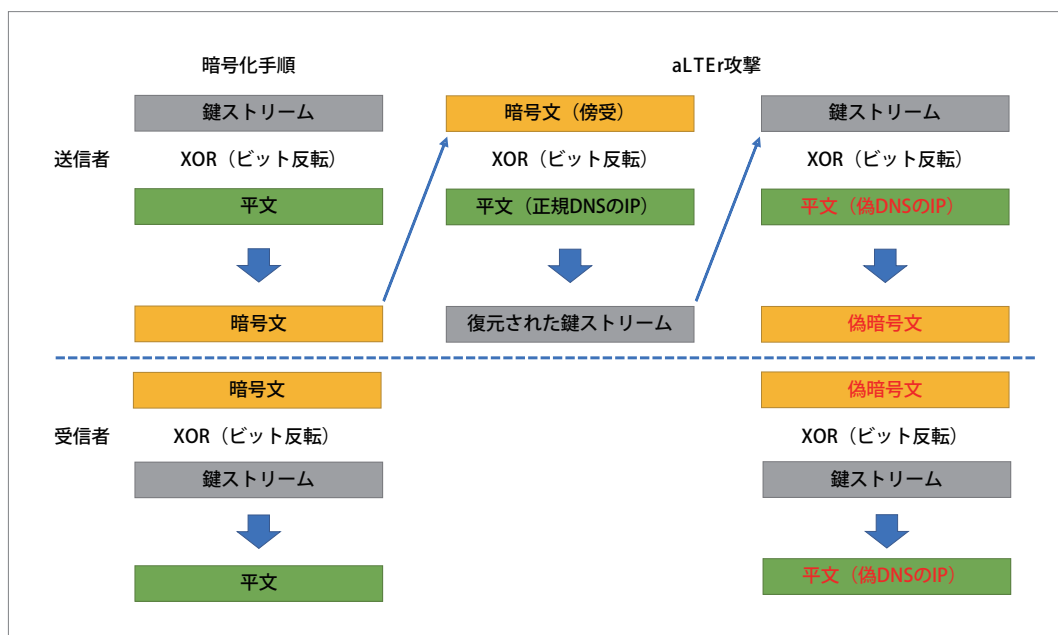 暗号化手順
aLTEr攻撃
鍵ストリーム
暗号文（傍受）
鍵ストリーム
送信者
XOR（ビット反転）
XOR（ビット反転）
XOR（ビット反転）
平文
平文（正規DNSのIP）
平文（偽DNSのIP）
暗号文
復元された鍵ストリーム
偽暗号文
暗号文
偽暗号文
受信者
XOR（ビット反転）
XOR（ビット反転）
鍵ストリーム
鍵ストリーム
平文
平文（偽DNSのIP）